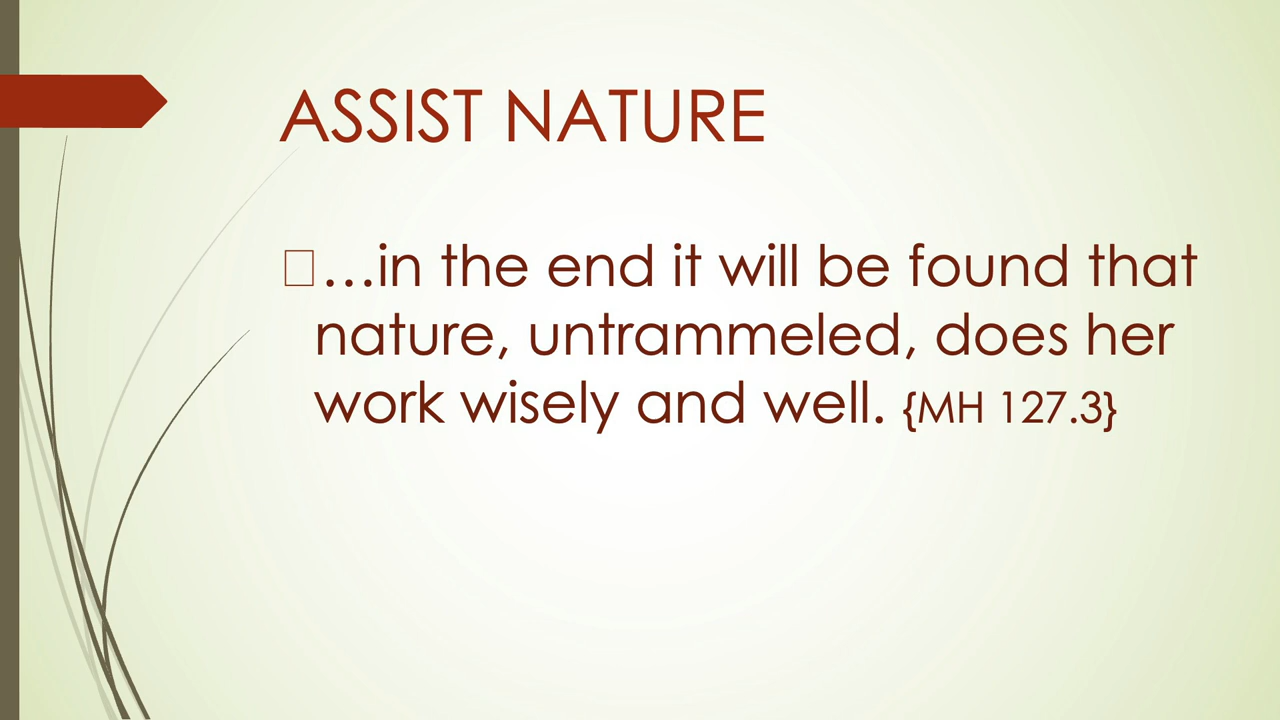 ASSIST NATURE
…in the end it will be found that
nature, untrammeled, does her
work wisely and well. {MH 127.3}